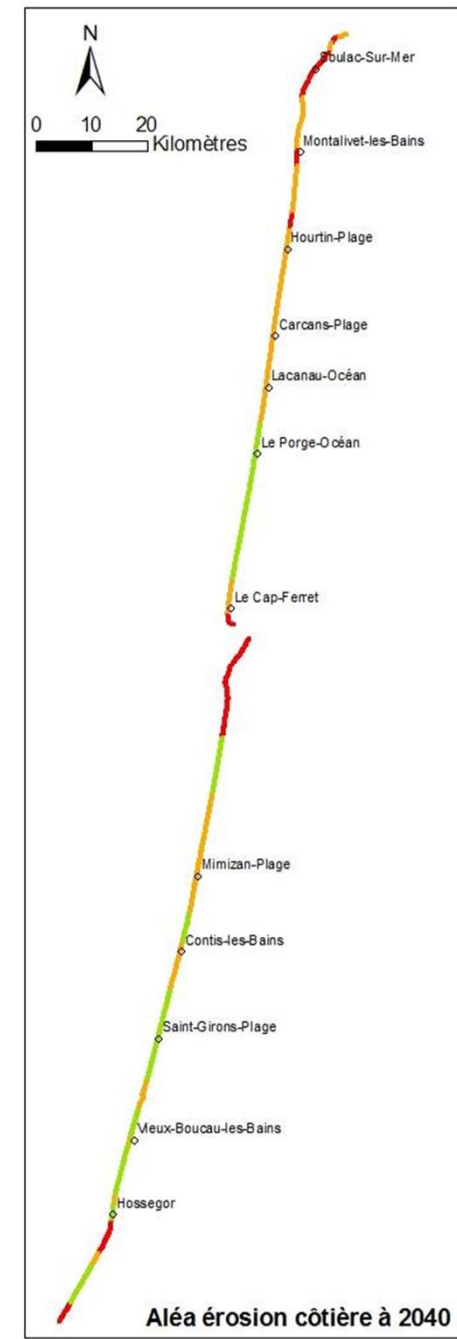 N
0 10 20
Kilomètres
Soulac-Sur-Mer
Montalivet-les-Bains
Hourtin-Plage
Carcans-Plage
Lacanau-Océan
Le Porge-Océan
Le Cap-Ferret
Mimizan-Plage
Contis-les-Bains
Saint-Girons-Plage
Vieux-Boucau-les-Bains
Hossegor
Aléa érosion côtière à 2040